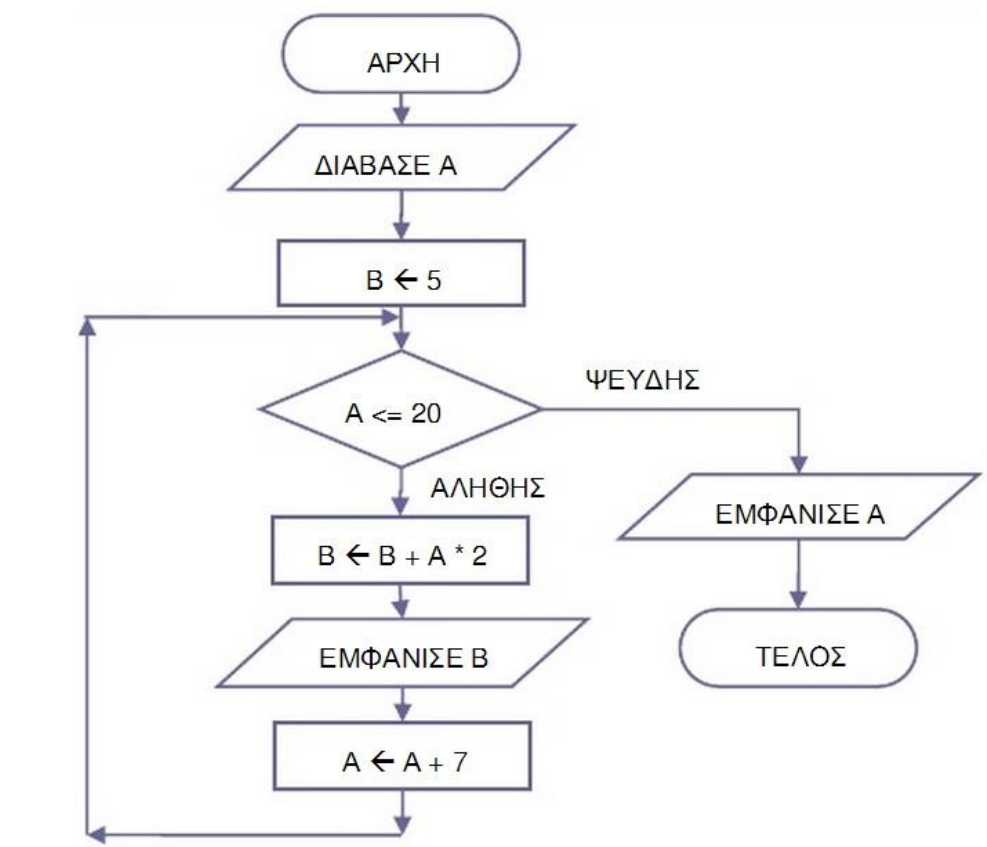 ΑΡΧΗ
ΔΙΑΒΑΣΕ Α
Β ← 5
Α <= 20
ΨΕΥΔΗΣ
ΑΛΗΘΗΣ
Β ← Β + Α * 2
ΕΜΦΑΝΙΣΕ Β
Α ← Α + 7
ΕΜΦΑΝΙΣΕ Α
ΤΕΛΟΣ